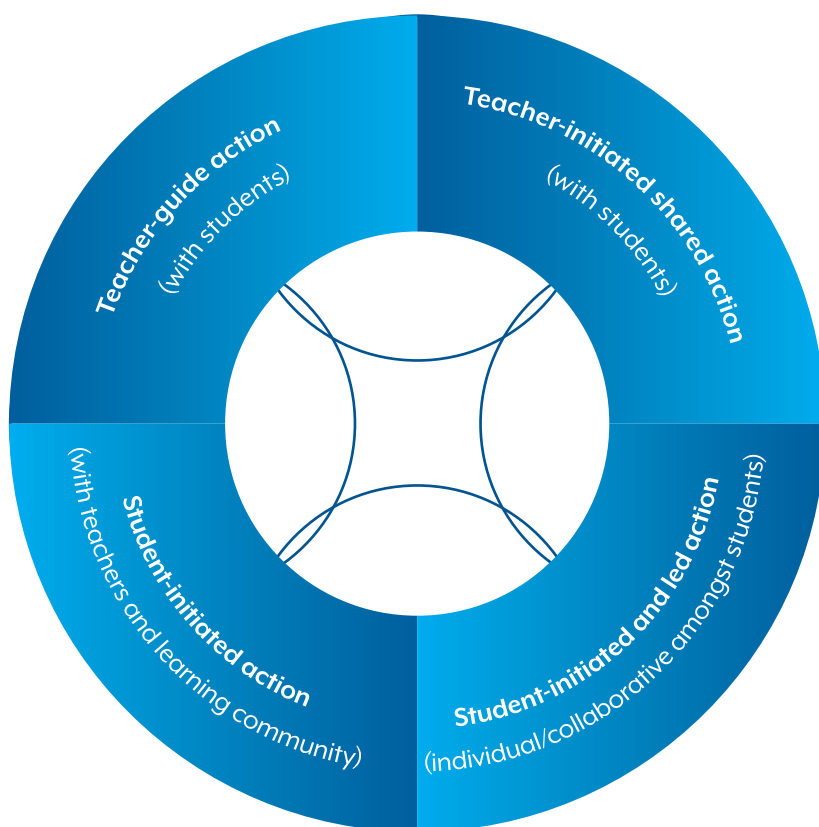 Teacher-guide action
(with students)
Teacher-initiated shared action
(with students)
Student-initiated action
(with teachers and learning community)
Student-initiated and led action
(individual/collaborative amongst students)